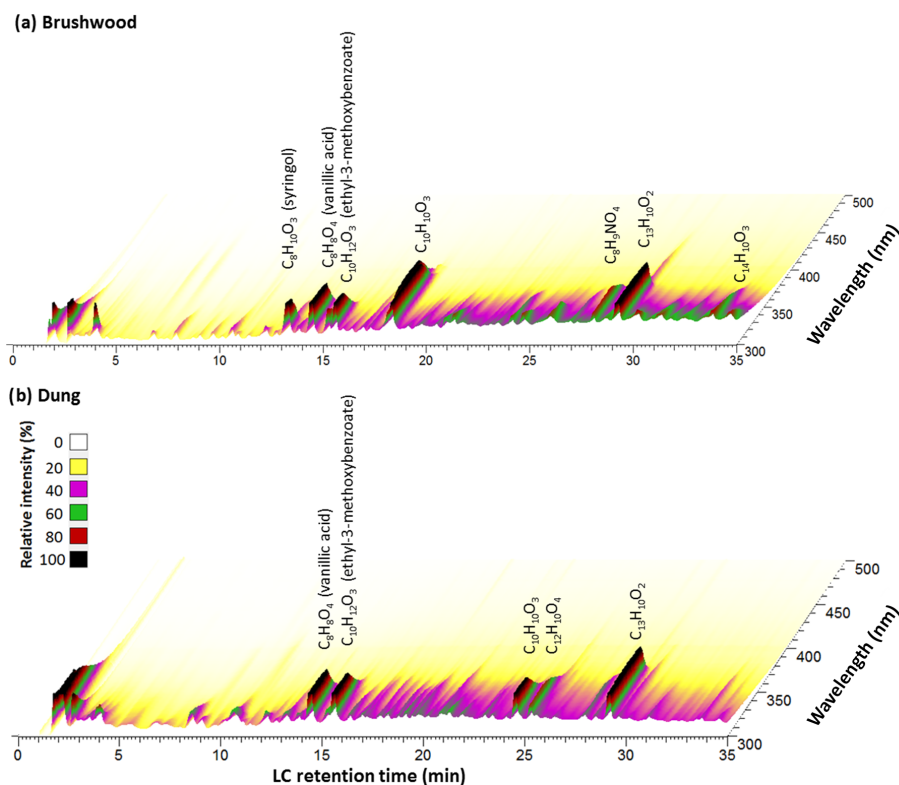 (a) Brushwood
C₈H₁₀O₃ (syringol)
C₈H₈O₄ (vanillic acid)
C₁₀H₁₂O₃ (ethyl-3-methoxybenzoate)
C₁₀H₁₀O₃
C₈H₉NO₄
C₁₃H₁₀O₂
C₁₄H₁₀O₃
500
450
400
350
300
Wavelength (nm)
0 5 10 15 20 25 30 35
(b) Dung
Relative intensity (%)
0
20
40
60
80
100
C₈H₈O₄ (vanillic acid)
C₁₀H₁₂O₃ (ethyl-3-methoxybenzoate)
C₁₀H₁₀O₃
C₁₂H₁₀O₄
C₁₃H₁₀O₂
500
450
400
350
300
Wavelength (nm)
0 5 10 15 20 25 30 35
LC retention time (min)